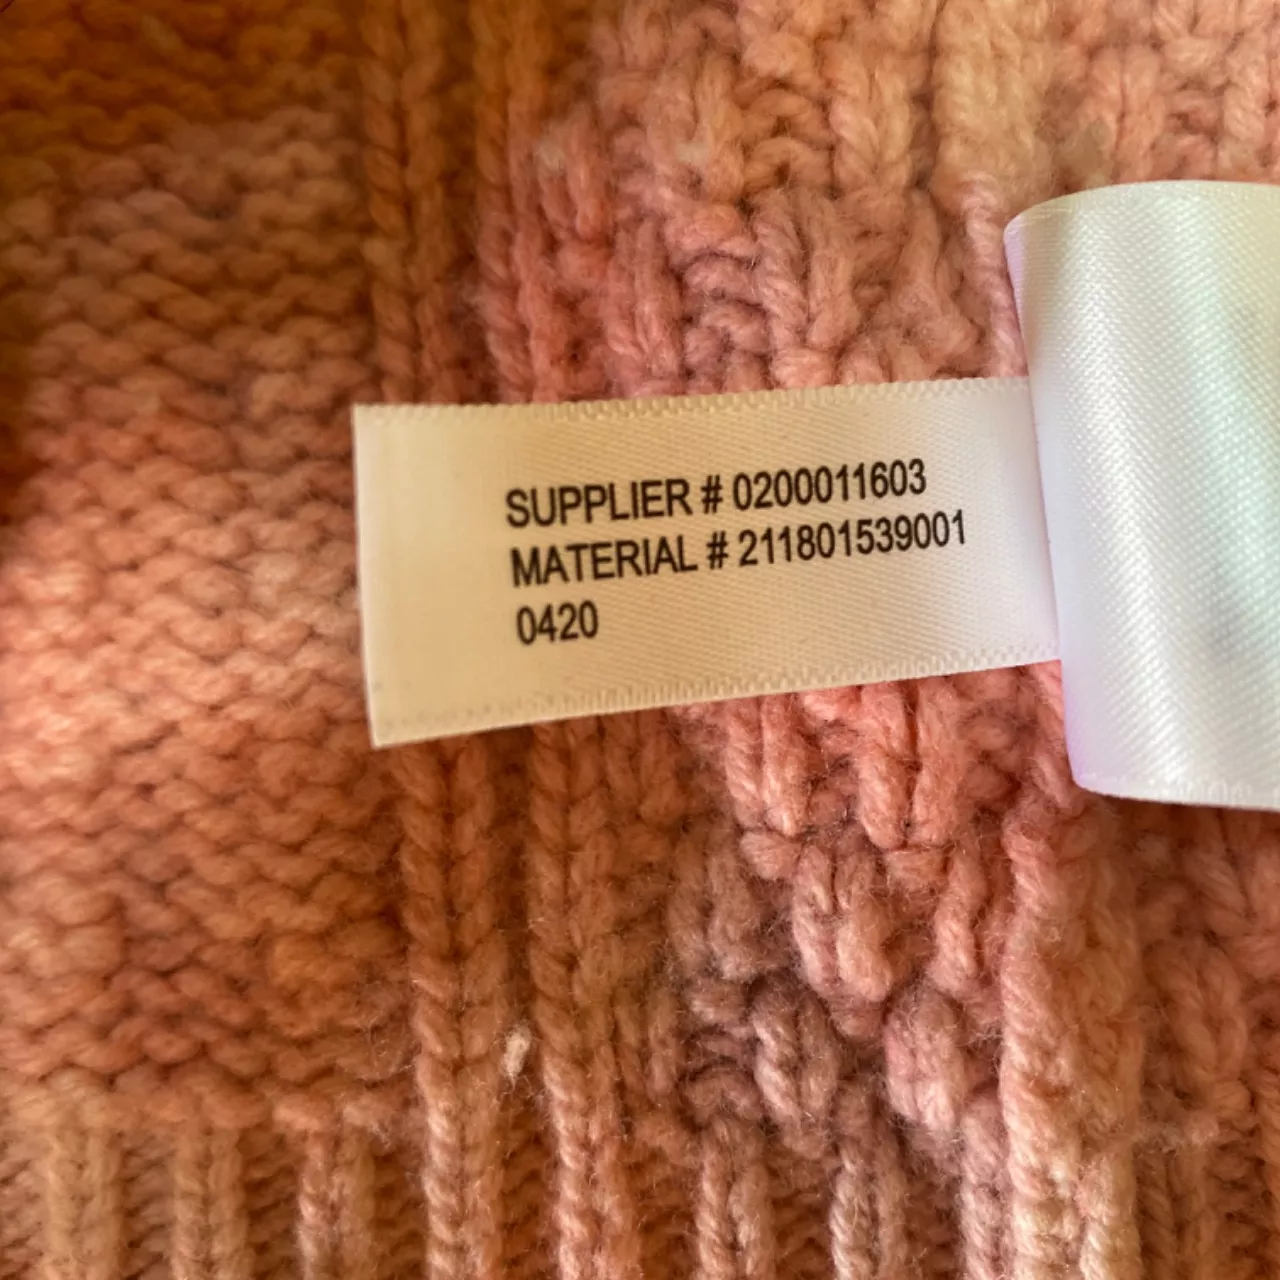 SUPPLIER # 0200011603
MATERIAL # 211801539001
0420